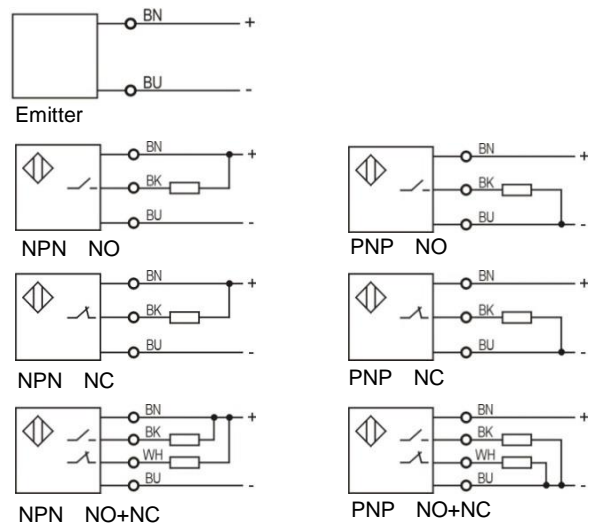 BN +
BU -
Emitter
BN +
BK
BU -
NPN NO
BN +
BK
BU -
PNP NO
BN +
BK
BU -
NPN NC
BN +
BK
BU -
PNP NC
BN +
BK
WH
BU -
NPN NO+NC
BN +
BK
WH
BU -
PNP NO+NC